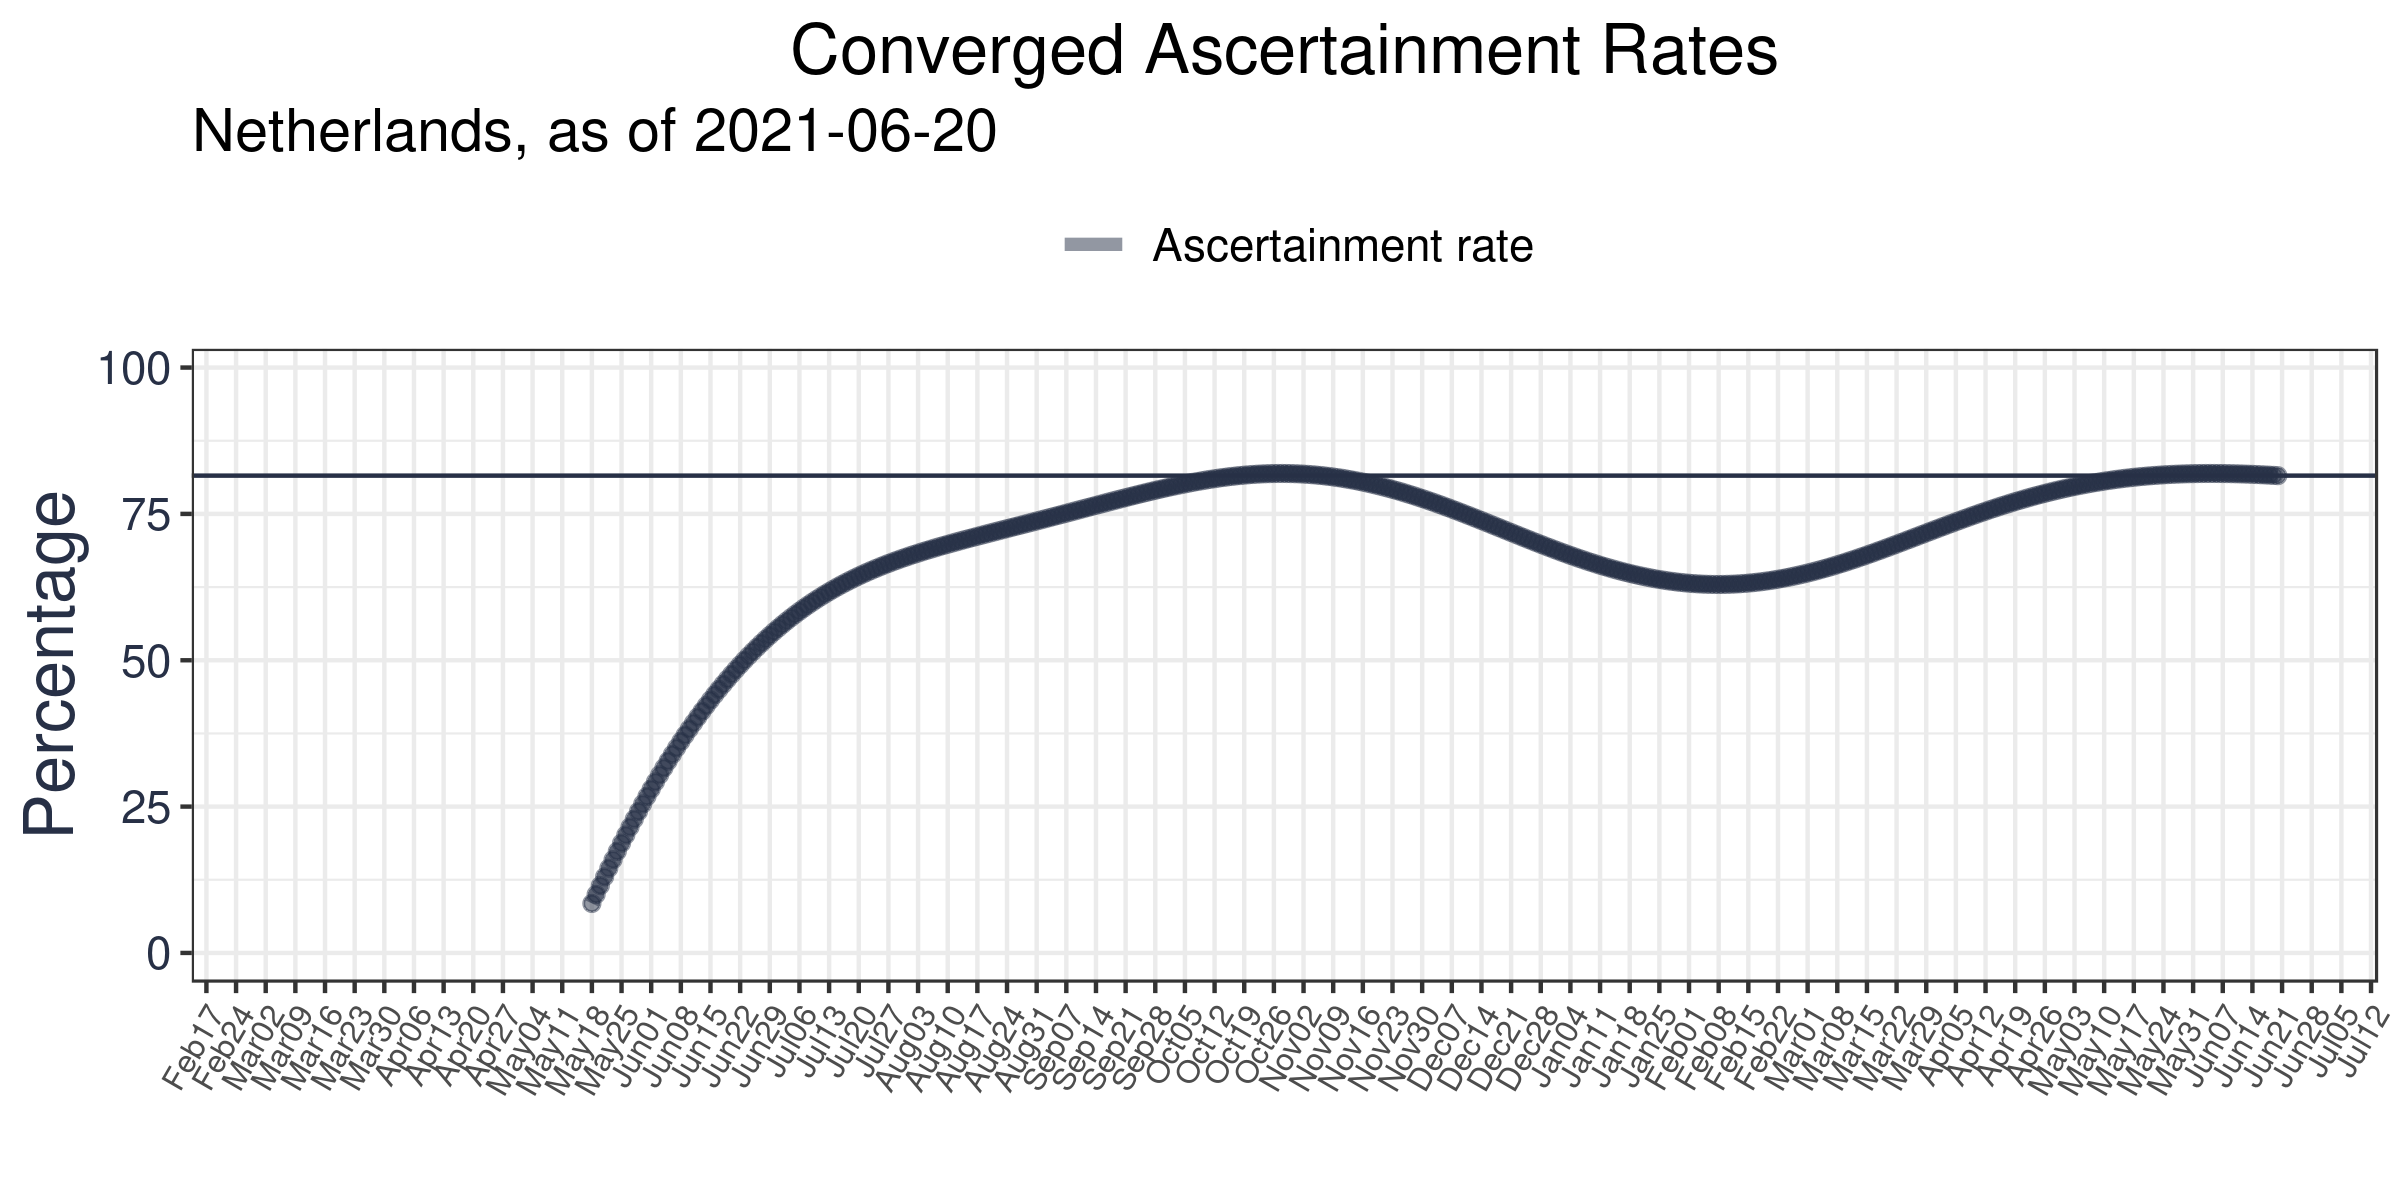 Converged Ascertainment Rates
Netherlands, as of 2021-06-20
Ascertainment rate
Percentage
100
75
50
25
0
Feb17
Feb24
Mar02
Mar09
Mar16
Mar23
Mar30
Apr06
Apr13
Apr20
Apr27
May04
May11
May18
May25
Jun01
Jun08
Jun15
Jun22
Jun29
Jul06
Jul13
Jul20
Jul27
Aug03
Aug10
Aug17
Aug24
Aug31
Sep07
Sep14
Sep21
Sep28
Oct05
Oct12
Oct19
Oct26
Nov02
Nov09
Nov16
Nov23
Nov30
Dec07
Dec14
Dec21
Dec28
Jan04
Jan11
Jan18
Jan25
Feb01
Feb08
Feb15
Feb22
Mar01
Mar08
Mar15
Mar22
Mar29
Apr05
Apr12
Apr19
Apr26
May03
May10
May17
May24
May31
Jun07
Jun14
Jun21
Jun28
Jul05
Jul12